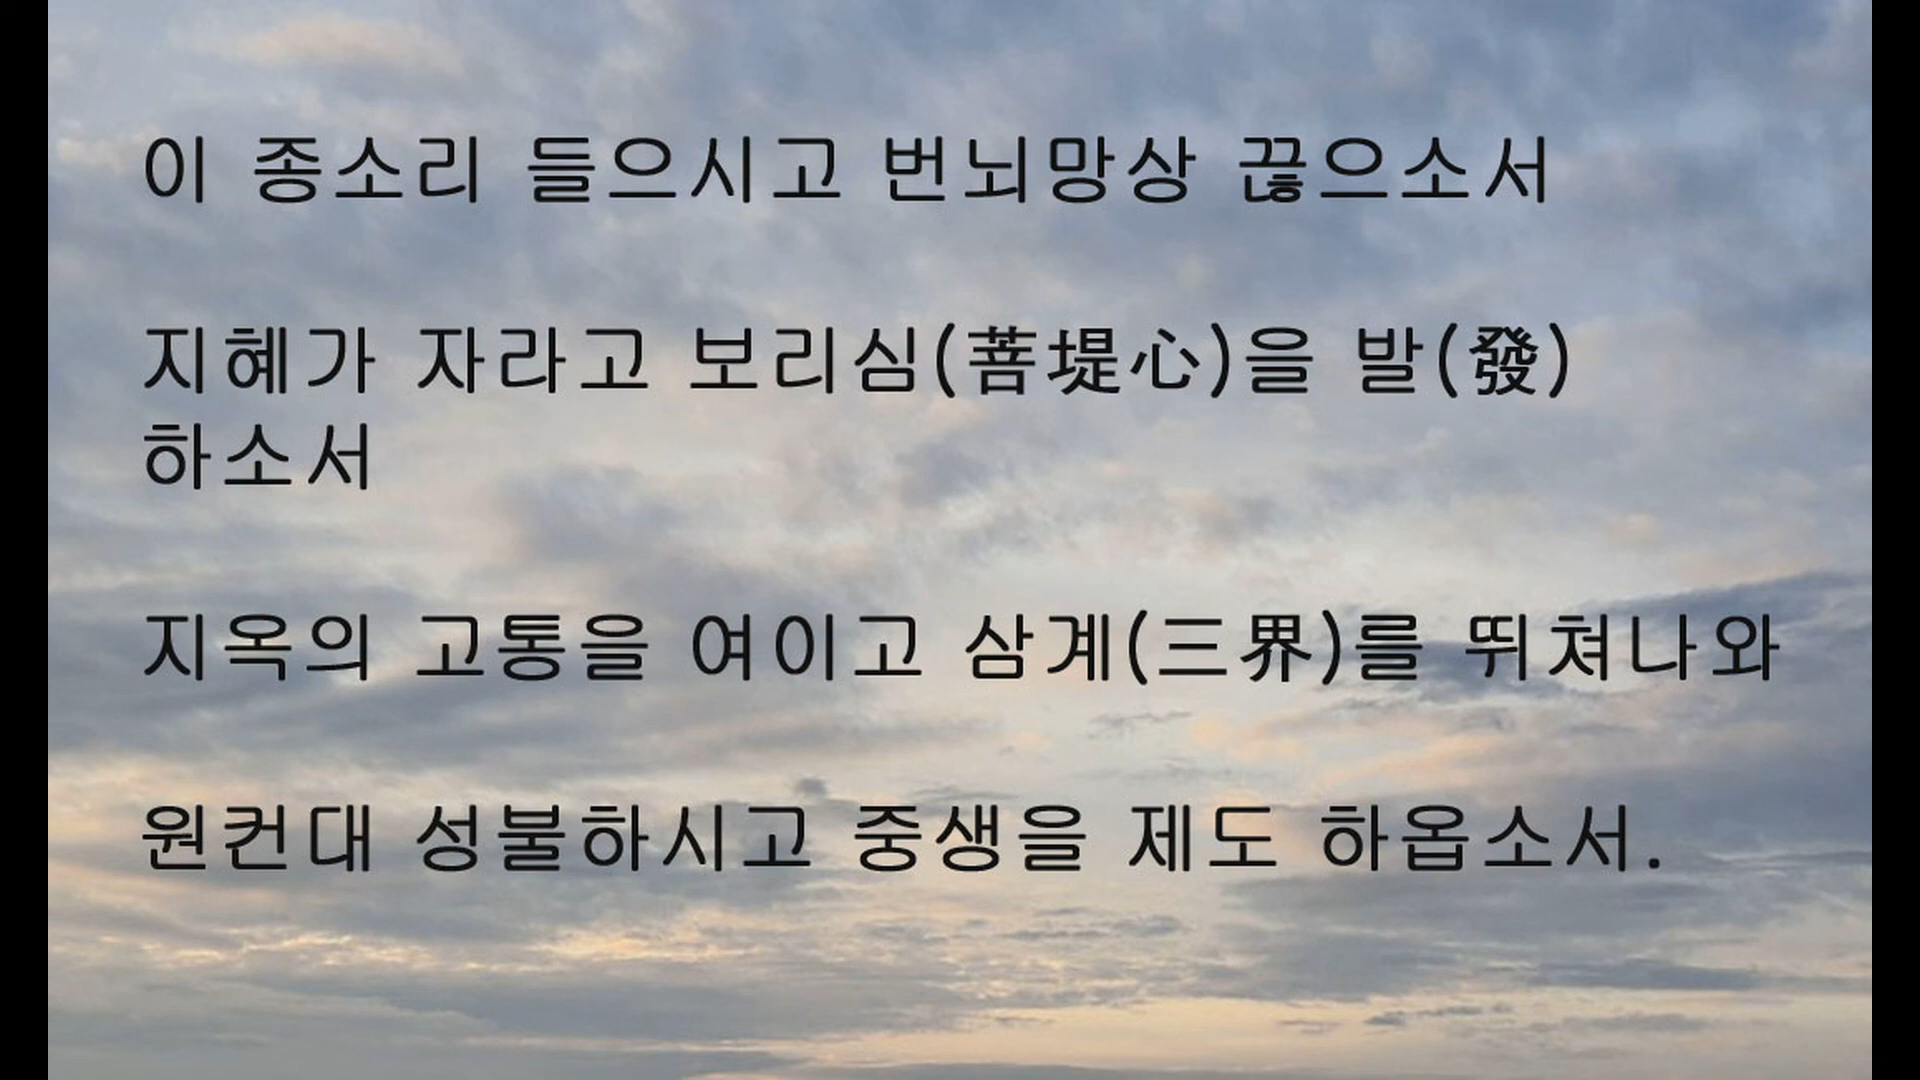 이 종소리 들으시고 번뇌망상 끊으소서
지혜가 자라고 보리심(菩堤心)을 발(發)
하소서
지옥의 고통을 여이고 삼계(三界)를 뛰쳐나와
원컨대 성불하시고 중생을 제도 하옵소서.